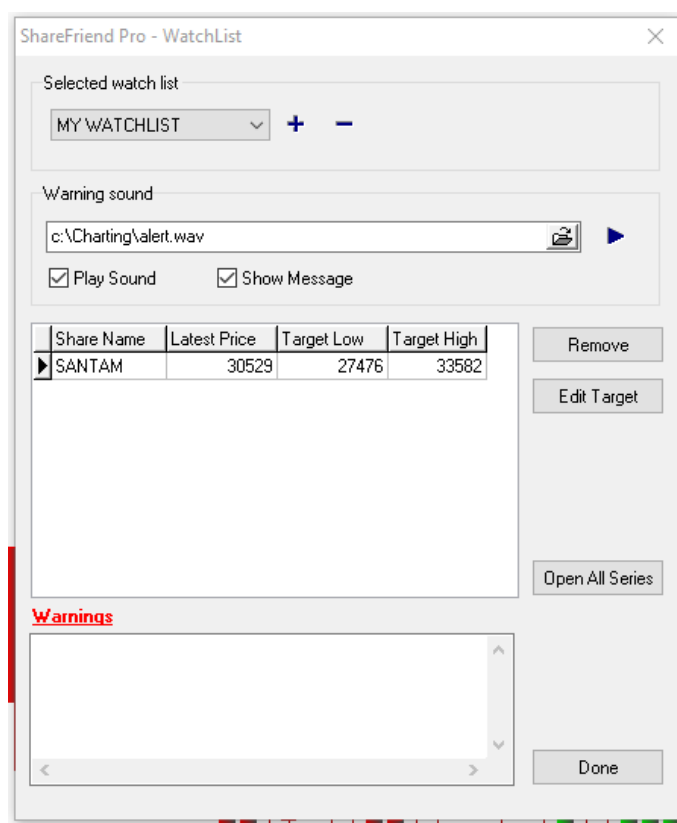 ShareFriend Pro - WatchList
Selected watch list
MY WATCHLIST
Warning sound
c:\Charting\alert.wav
Play Sound Show Message
Share Name Latest Price Target Low Target High
SANTAM 30529 27476 33582
Remove
Edit Target
Open All Series
Warnings
Done